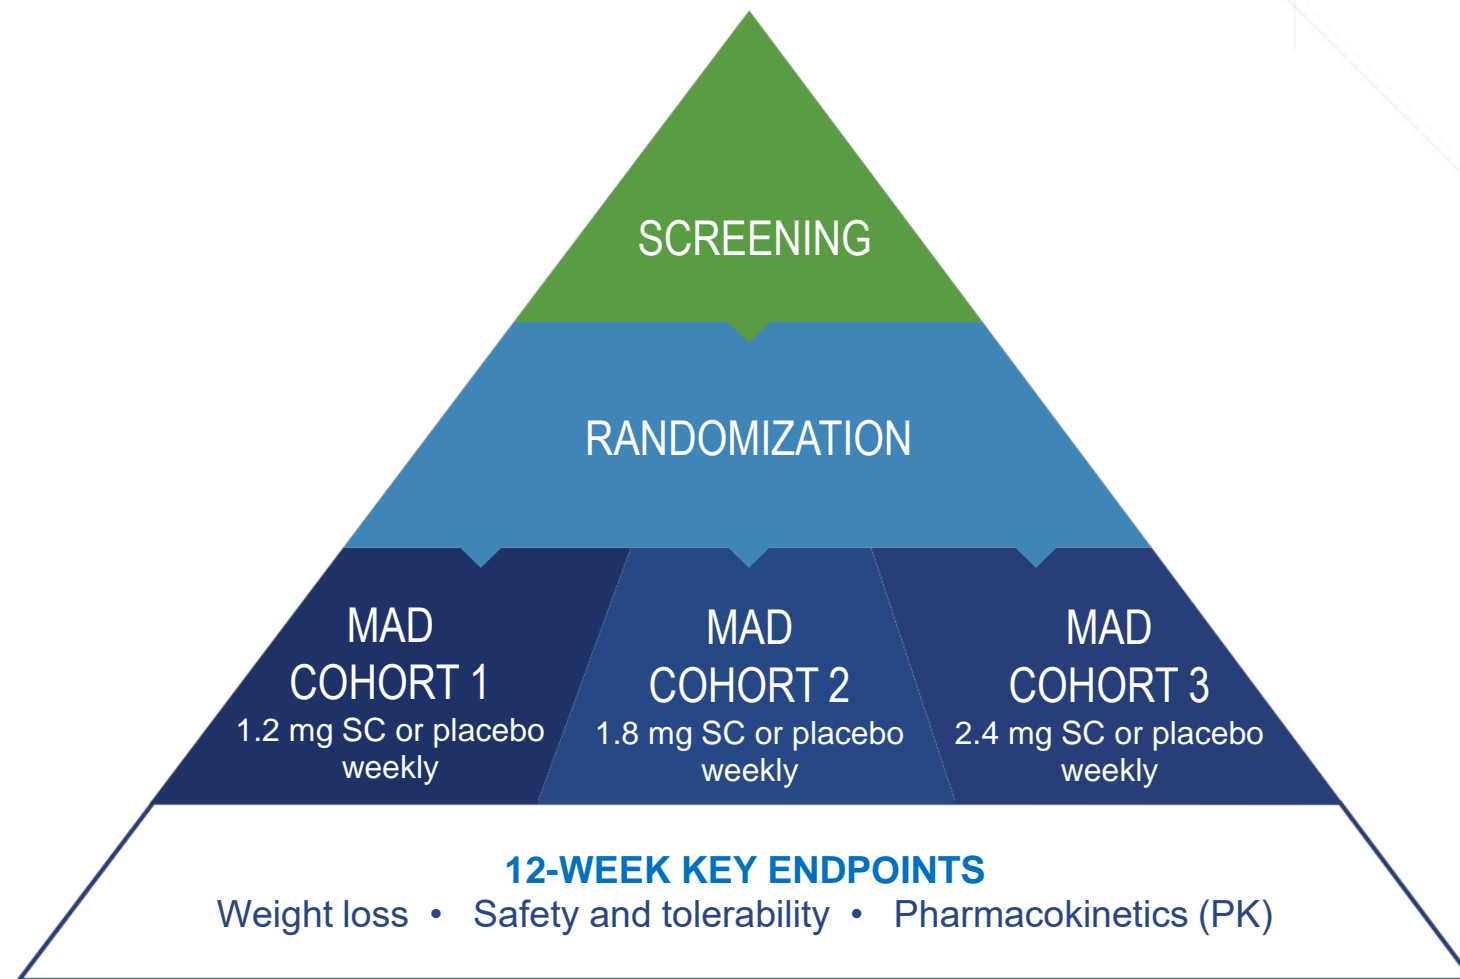 SCREENING
RANDOMIZATION
MAD
COHORT 1
1.2 mg SC or placebo
weekly
MAD
COHORT 2
1.8 mg SC or placebo
weekly
MAD
COHORT 3
2.4 mg SC or placebo
weekly
12-WEEK KEY ENDPOINTS
Weight loss • Safety and tolerability • Pharmacokinetics (PK)